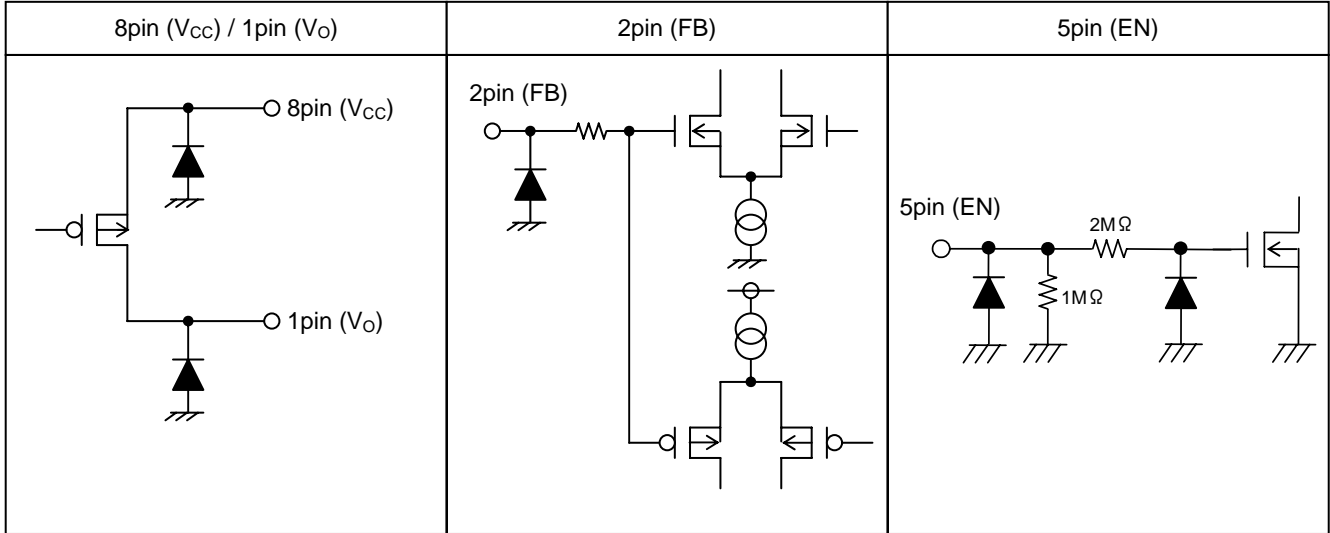 8pin (VCC) / 1pin (VO)
2pin (FB)
5pin (EN)
8pin (VCC)
1pin (VO)
2pin (FB)
5pin (EN)
2MΩ
1MΩ